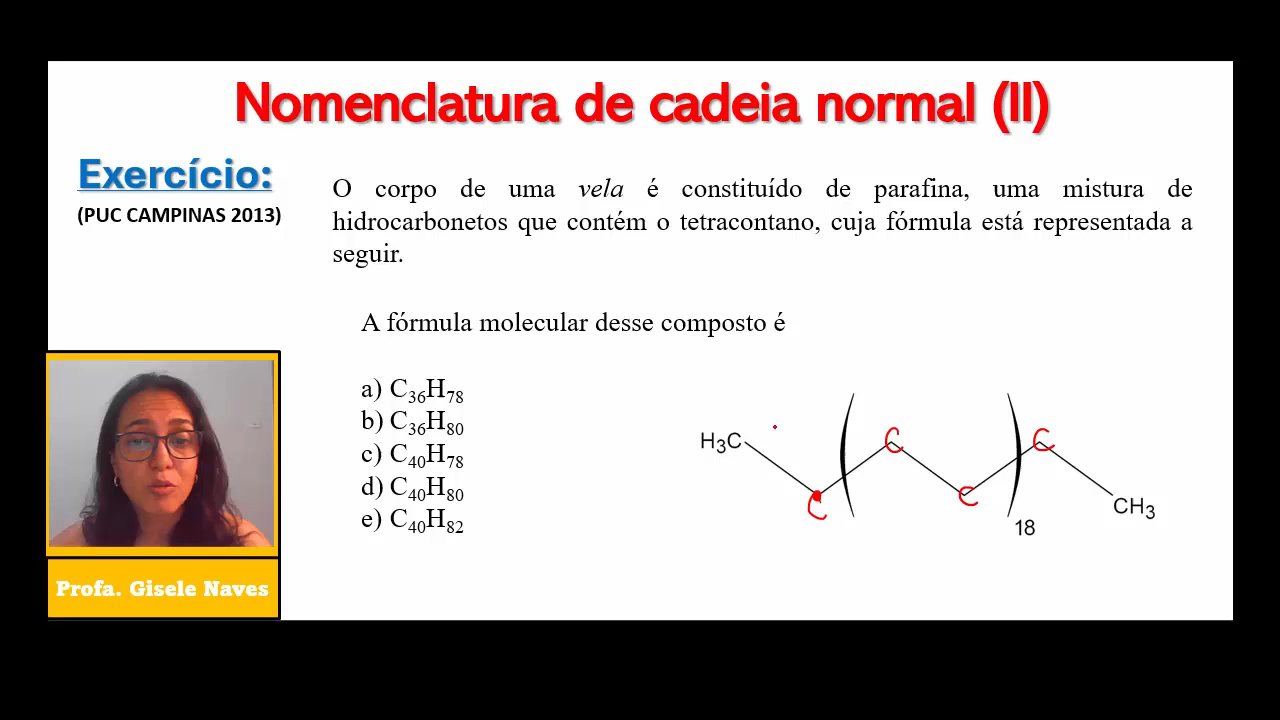 Nomenclatura de cadeia normal (II)
Exercício:
(PUC CAMPINAS 2013)
O corpo de uma vela é constituído de parafina, uma mistura de
hidrocarbonetos que contém o tetracontano, cuja fórmula está representada a
seguir.
A fórmula molecular desse composto é
a) C₃₆H₇₈
b) C₃₆H₈₀
c) C₄₀H₇₈
d) C₄₀H₈₀
e) C₄₀H₈₂
H₃C C C C C CH₃
18
Profa. Gisele Naves